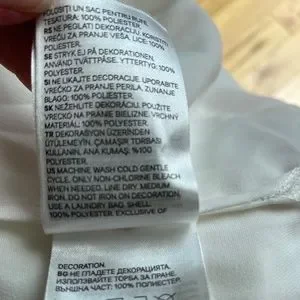 FOLOSIȚI UN SAC PENTRU RUFE.
ȚESĂTURĂ: 100% POLIESTER
RS NE PEGLATI DEKORACIJU. KORISTITI
VREĆU ZA PRANJE VEŠA. LICE: 100%
POLIESTER.
SE STRYK EJ PÅ DEKORATIONEN.
ANVÄND TVÄTTPÅSE. YTTERTYG: 100%
POLYESTER.
SI NE LIKAJTE DEKORACIJE. UPORABITE
VREČKO ZA PRANJE PERILA. ZUNANJE
BLAGO: 100% POLIESTER.
SK NEŽEHLITE DEKORÁCIU. POUŽITE
VRECKO NA PRANIE BIELIZNE. VRCHNÝ
MATERIÁL: 100% POLYESTER.
TR DEKORASYON ÜZERİNDEN
ÜTÜLEMEYİN. ÇAMAŞIR TORBASI
KULLANIN. ANA KUMAŞ: %100
POLYESTER.
US MACHINE WASH COLD GENTLE
CYCLE. ONLY NON-CHLORINE BLEACH
WHEN NEEDED. LINE DRY. MEDIUM
IRON. DO NOT IRON ON DECORATION.
USE A LAUNDRY BAG. SHELL:
100% POLYESTER. EXCLUSIVE OF
DECORATION
BG НЕ ГЛАДЕТЕ ДЕКОРАЦИЯТА.
ИЗПОЛЗВАЙТЕ ТОРБА ЗА ПРАНЕ.
ВЪНШНА ЧАСТ: 100% ПОЛИЕСТЕР